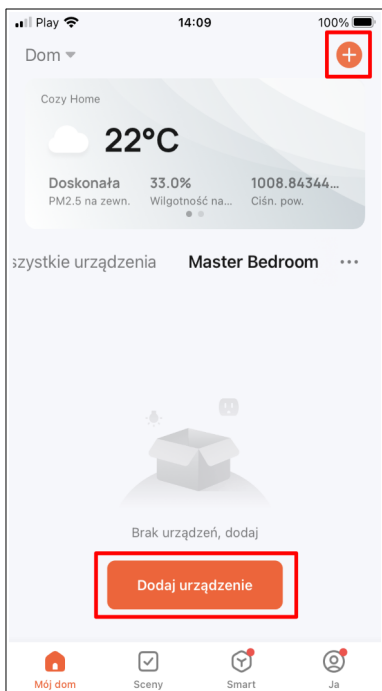 Play 14:09 100%
Dom
Cozy Home
22°C
Doskonała 33.0% 1008.84344...
PM2.5 na zewn. Wilgotność na... Ciśn. pow.
szystkie urządzenia Master Bedroom ...
Brak urządzeń, dodaj
Dodaj urządzenie
Mój dom Sceny Smart Ja